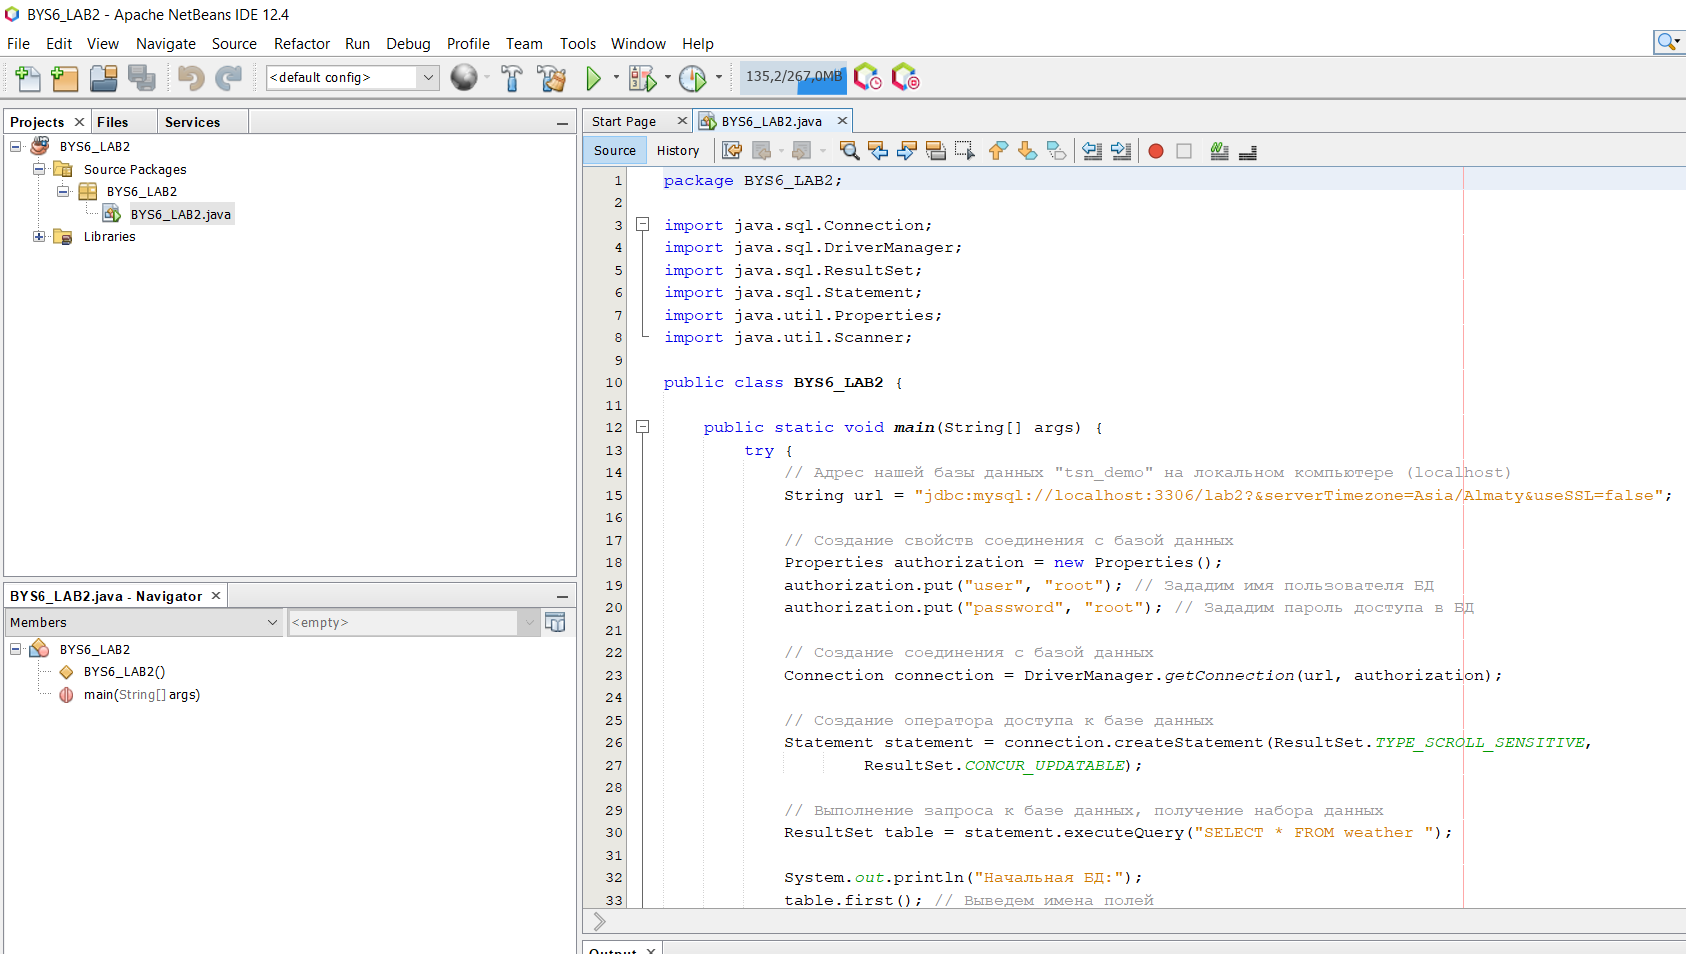 BYS6_LAB2 - Apache NetBeans IDE 12.4
File Edit View Navigate Source Refactor Run Debug Profile Team Tools Window Help
<default config>
135,2/267,0MB
Projects Files Services
BYS6_LAB2
Source Packages
BYS6_LAB2
BYS6_LAB2.java
Libraries
BYS6_LAB2.java - Navigator
Members
<empty>
BYS6_LAB2
BYS6_LAB2()
main(String[] args)
Start Page BYS6_LAB2.java
Source History
1 package BYS6_LAB2;
2
3 import java.sql.Connection;
4 import java.sql.DriverManager;
5 import java.sql.ResultSet;
6 import java.sql.Statement;
7 import java.util.Properties;
8 import java.util.Scanner;
9
10 public class BYS6_LAB2 {
11
12 public static void main(String[] args) {
13 try {
14 // Адрес нашей базы данных "tsn_demo" на локальном компьютере (localhost)
15 String url = "jdbc:mysql://localhost:3306/lab2?&serverTimezone=Asia/Almaty&useSSL=false";
16
17 // Создание свойств соединения с базой данных
18 Properties authorization = new Properties();
19 authorization.put("user", "root"); // Зададим имя пользователя БД
20 authorization.put("password", "root"); // Зададим пароль доступа в БД
21
22 // Создание соединения с базой данных
23 Connection connection = DriverManager.getConnection(url, authorization);
24
25 // Создание оператора доступа к базе данных
26 Statement statement = connection.createStatement(ResultSet.TYPE_SCROLL_SENSITIVE,
27 ResultSet.CONCUR_UPDATABLE);
28
29 // Выполнение запроса к базе данных, получение набора данных
30 ResultSet table = statement.executeQuery("SELECT * FROM weather ");
31
32 System.out.println("Начальная БД:");
33 table.first(); // Выведем имена полей
Output